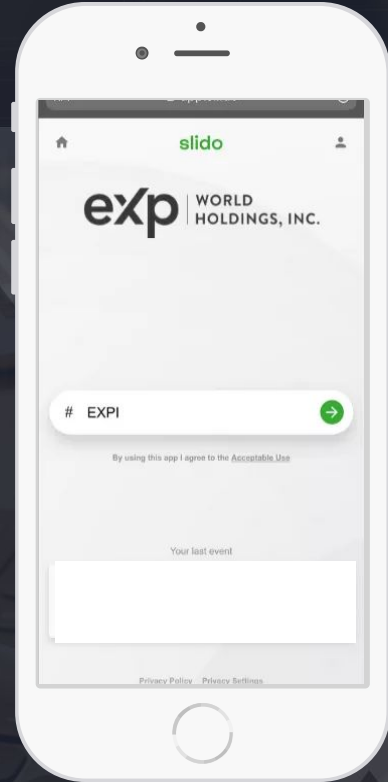 slido
eXp WORLD
HOLDINGS, INC.
# EXPI
By using this app I agree to the Acceptable Use
Your last event
Privacy Policy Privacy Settings